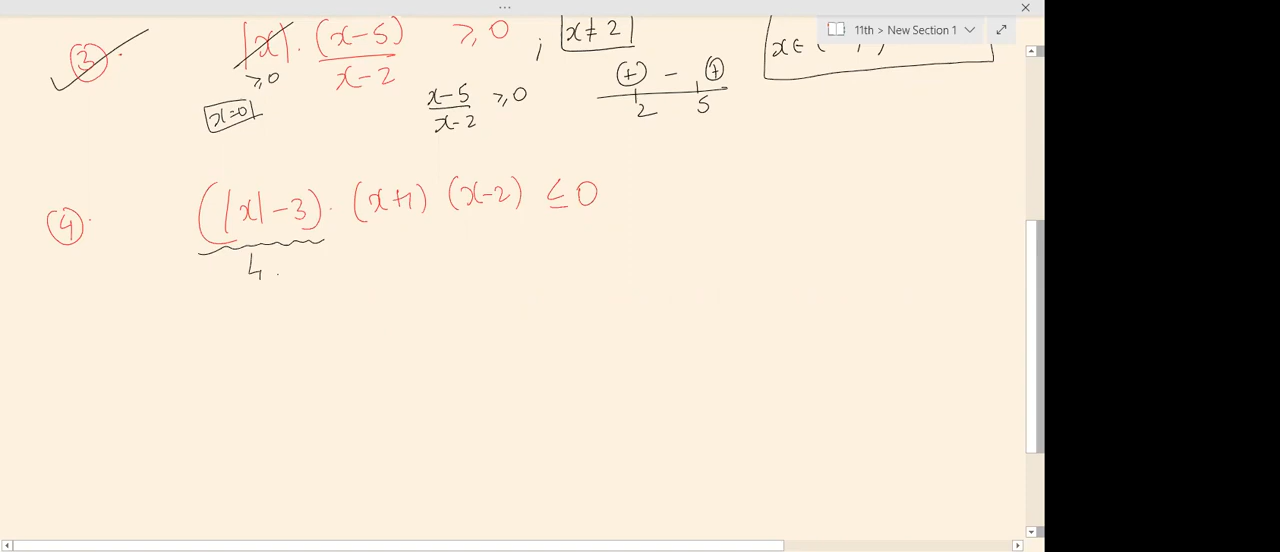 ③. |x| · (x-5)/(x-2) ≥ 0 ; x ≠ 2
≥ 0
x=0
(x-5)/(x-2) ≥ 0
+ - +
2 5
x ∈ (
11th > New Section 1
④. (|x| - 3) · (x+1) (x-2) ≤ 0